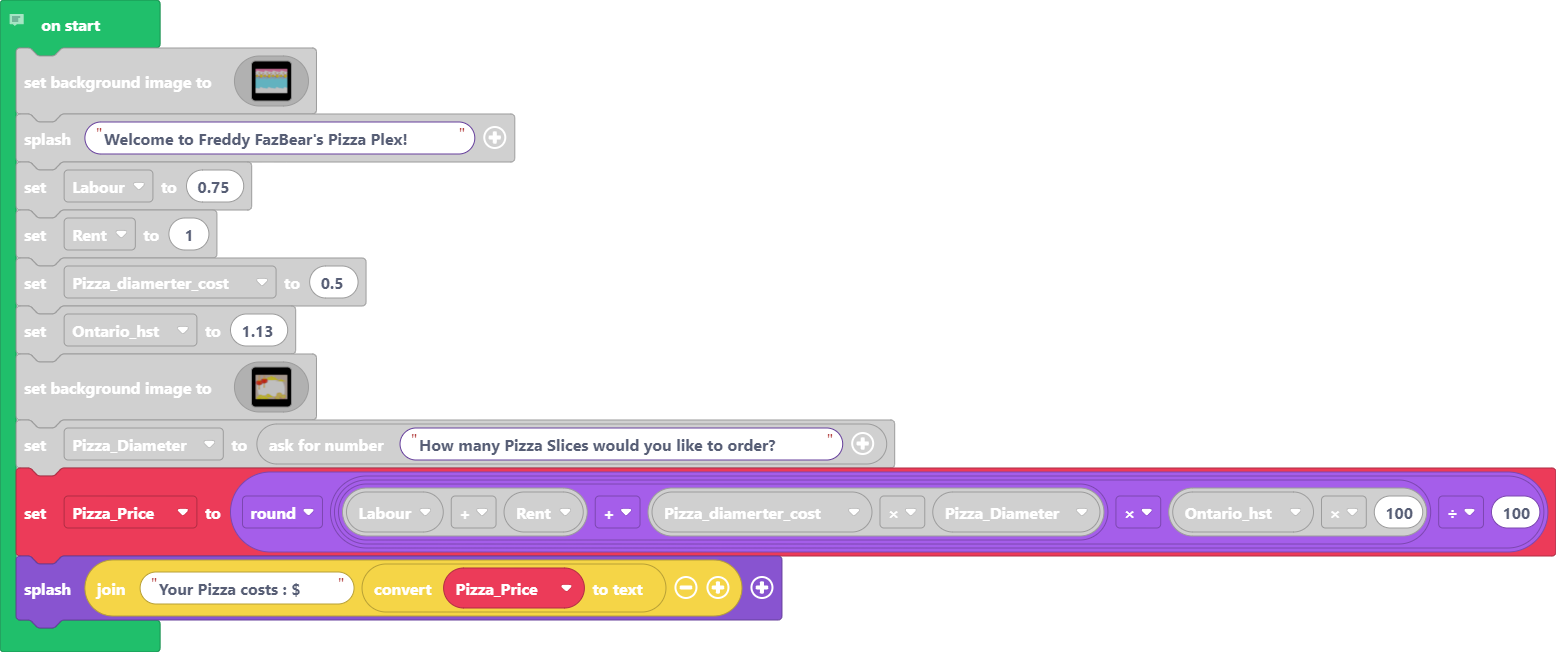 on start
set background image to
splash "Welcome to Freddy FazBear's Pizza Plex! "
set Labour to 0.75
set Rent to 1
set Pizza_diamerter_cost to 0.5
set Ontario_hst to 1.13
set background image to
set Pizza_Diameter to ask for number "How many Pizza Slices would you like to order? "
set Pizza_Price to round Labour + Rent + Pizza_diamerter_cost × Pizza_Diameter × Ontario_hst × 100 ÷ 100
splash join "Your Pizza costs : $ " convert Pizza_Price to text